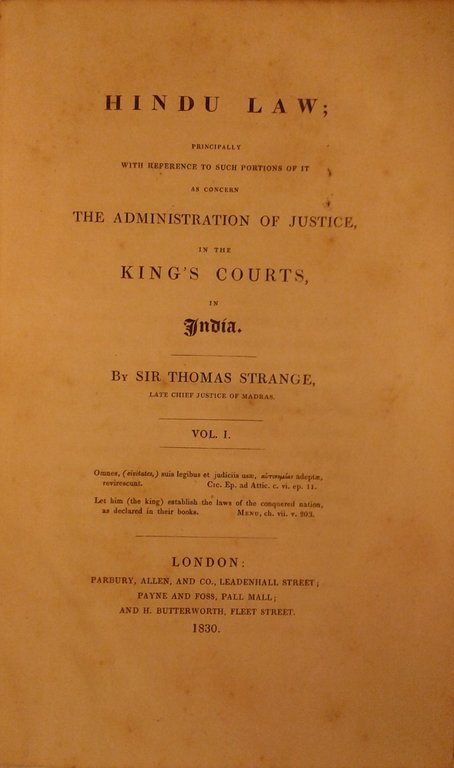 HINDU LAW;
PRINCIPALLY
WITH REFERENCE TO SUCH PORTIONS OF IT
AS CONCERN
THE ADMINISTRATION OF JUSTICE,
IN THE
KING'S COURTS,
IN
India.
BY SIR THOMAS STRANGE,
LATE CHIEF JUSTICE OF MADRAS.
VOL. I.
Omnes, (civitates,) suis legibus et judiciis usæ, αὐτονομίαν adeptæ,
revirescunt. CIC. Ep. ad Attic. c. vi. ep. 11.
Let him (the king) establish the laws of the conquered nation,
as declared in their books. MENU, ch. vii. v. 203.
LONDON:
PARBURY, ALLEN, AND CO., LEADENHALL STREET;
PAYNE AND FOSS, PALL MALL;
AND H. BUTTERWORTH, FLEET STREET.
1830.